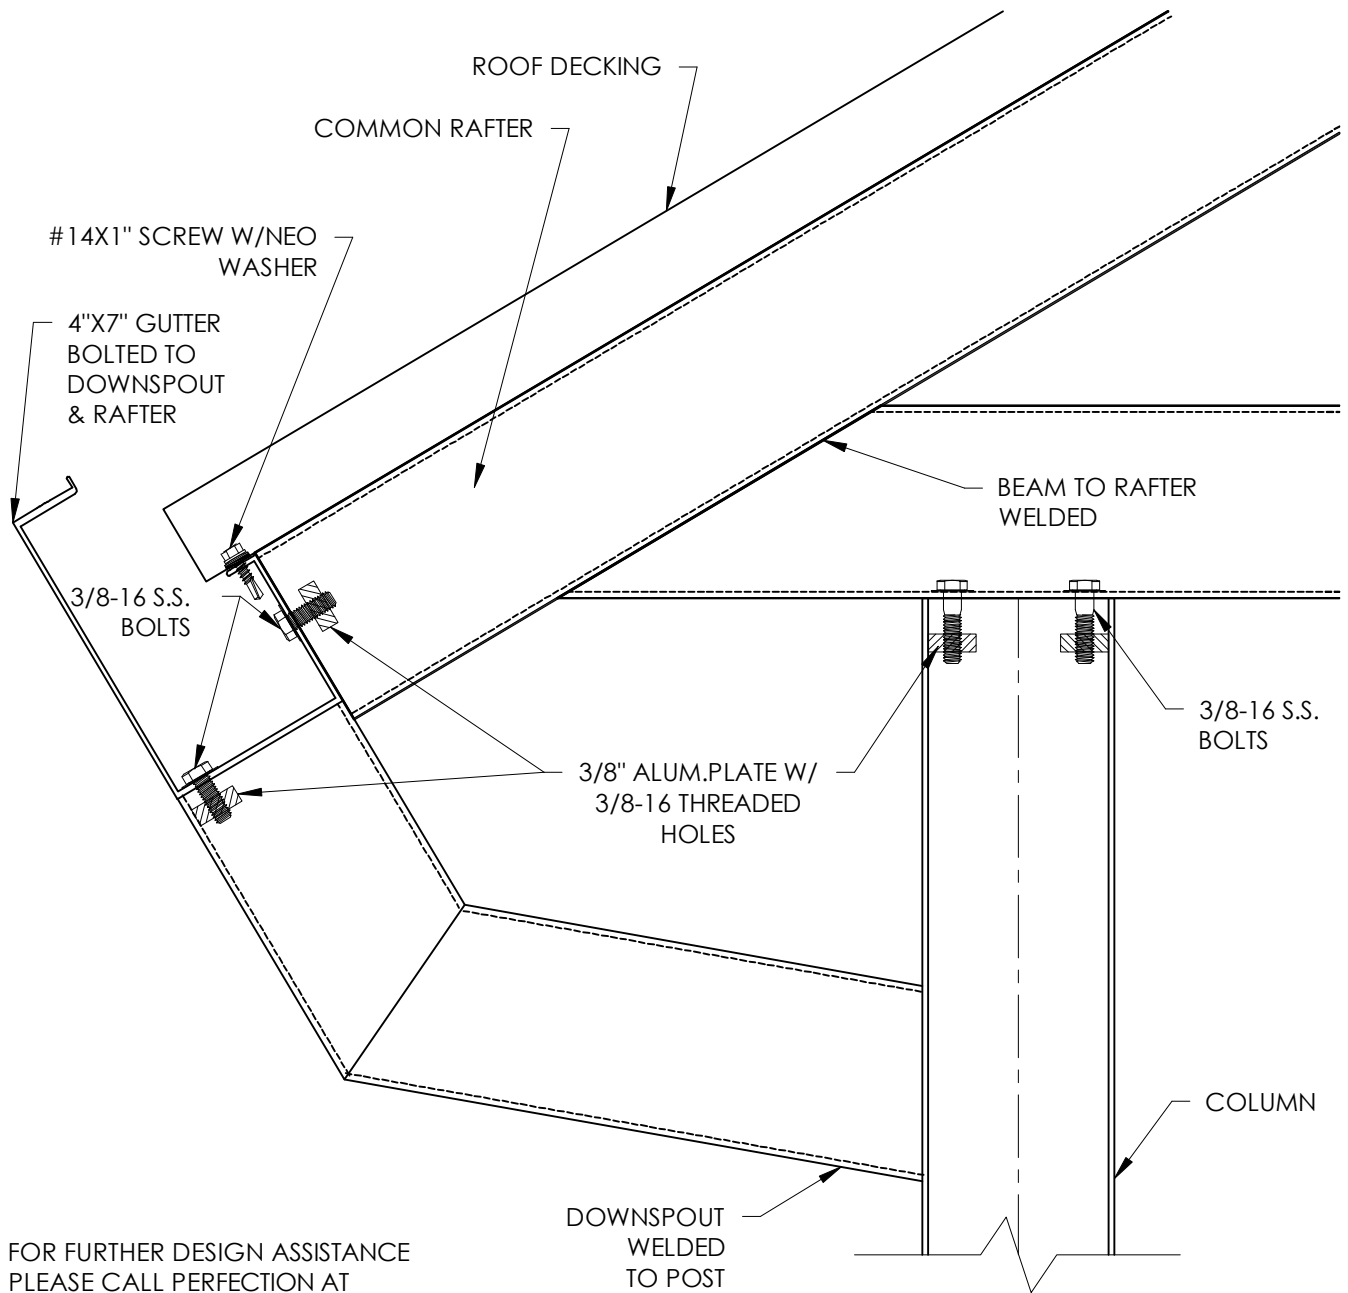 ROOF DECKING
COMMON RAFTER
#14X1" SCREW W/NEO
WASHER
4"X7" GUTTER
BOLTED TO
DOWNSPOUT
& RAFTER
BEAM TO RAFTER
WELDED
3/8-16 S.S.
BOLTS
3/8-16 S.S.
BOLTS
3/8" ALUM.PLATE W/
3/8-16 THREADED
HOLES
COLUMN
DOWNSPOUT
WELDED
TO POST
FOR FURTHER DESIGN ASSISTANCE
PLEASE CALL PERFECTION AT